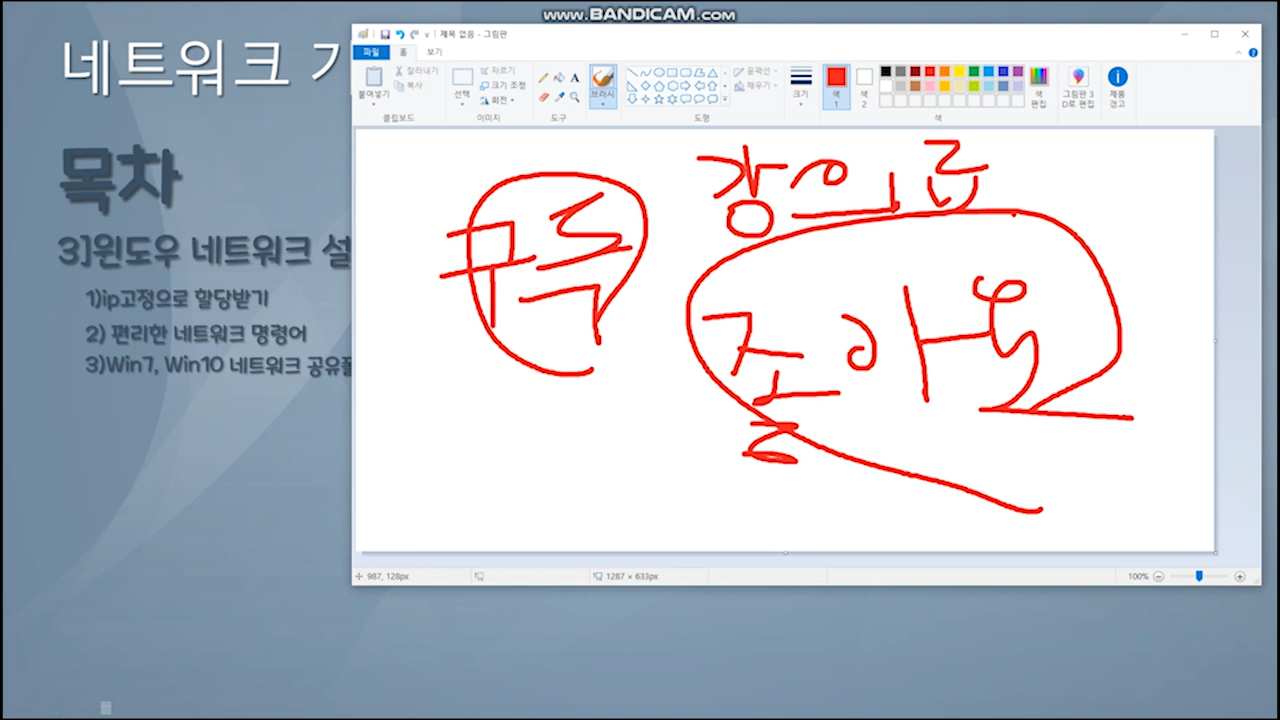 www.BANDICAM.com
네트워크 기
목차
3]윈도우 네트워크 설
1)ip고정으로 할당받기
2) 편리한 네트워크 명령어
3)Win7, Win10 네트워크 공유폴
제목 없음 - 그림판
파일 홈 보기
붙여넣기 잘라내기 복사
클립보드
선택 자르기 크기 조정 회전
이미지
A
도구
브러시
윤곽선 채우기
도형
크기
색 1 색 2 색 편집
색
그림판 3D로 편집
제품 경고
강의료
구독
좋아요
987, 128px
1287 × 633px
100%